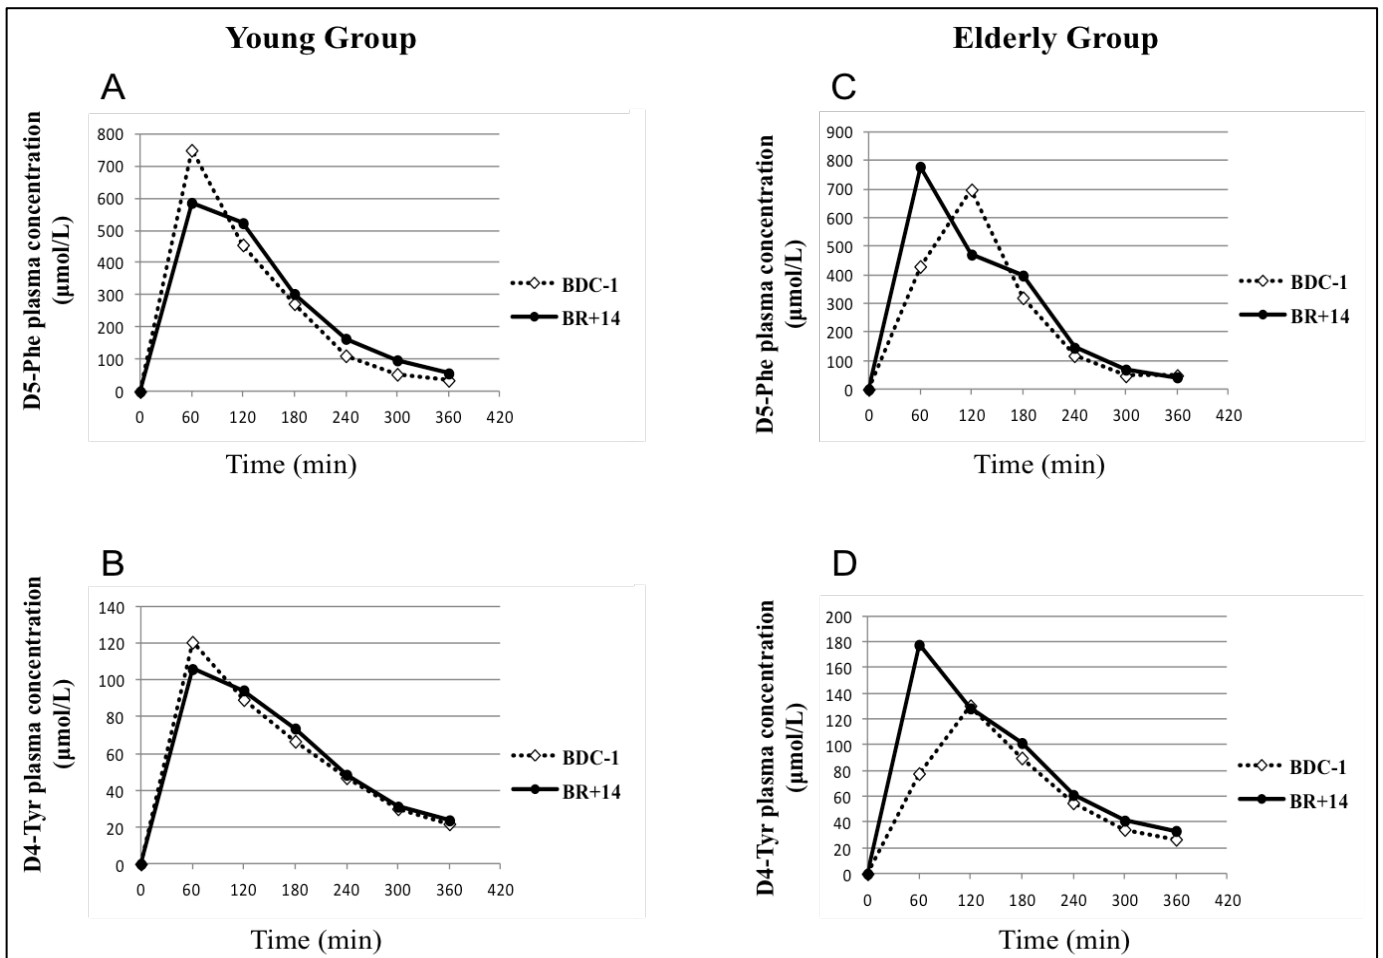 Young Group
Elderly Group
A
D5-Phe plasma concentration
(µmol/L)
800
700
600
500
400
300
200
100
0
0 60 120 180 240 300 360 420
BDC-1
BR+14
Time (min)
C
D5-Phe plasma concentration
(µmol/L)
900
800
700
600
500
400
300
200
100
0
0 60 120 180 240 300 360 420
BDC-1
BR+14
Time (min)
B
D4-Tyr plasma concentration
(µmol/L)
140
120
100
80
60
40
20
0
0 60 120 180 240 300 360 420
BDC-1
BR+14
Time (min)
D
D4-Tyr plasma concentration
(µmol/L)
200
180
160
140
120
100
80
60
40
20
0
0 60 120 180 240 300 360 420
BDC-1
BR+14
Time (min)